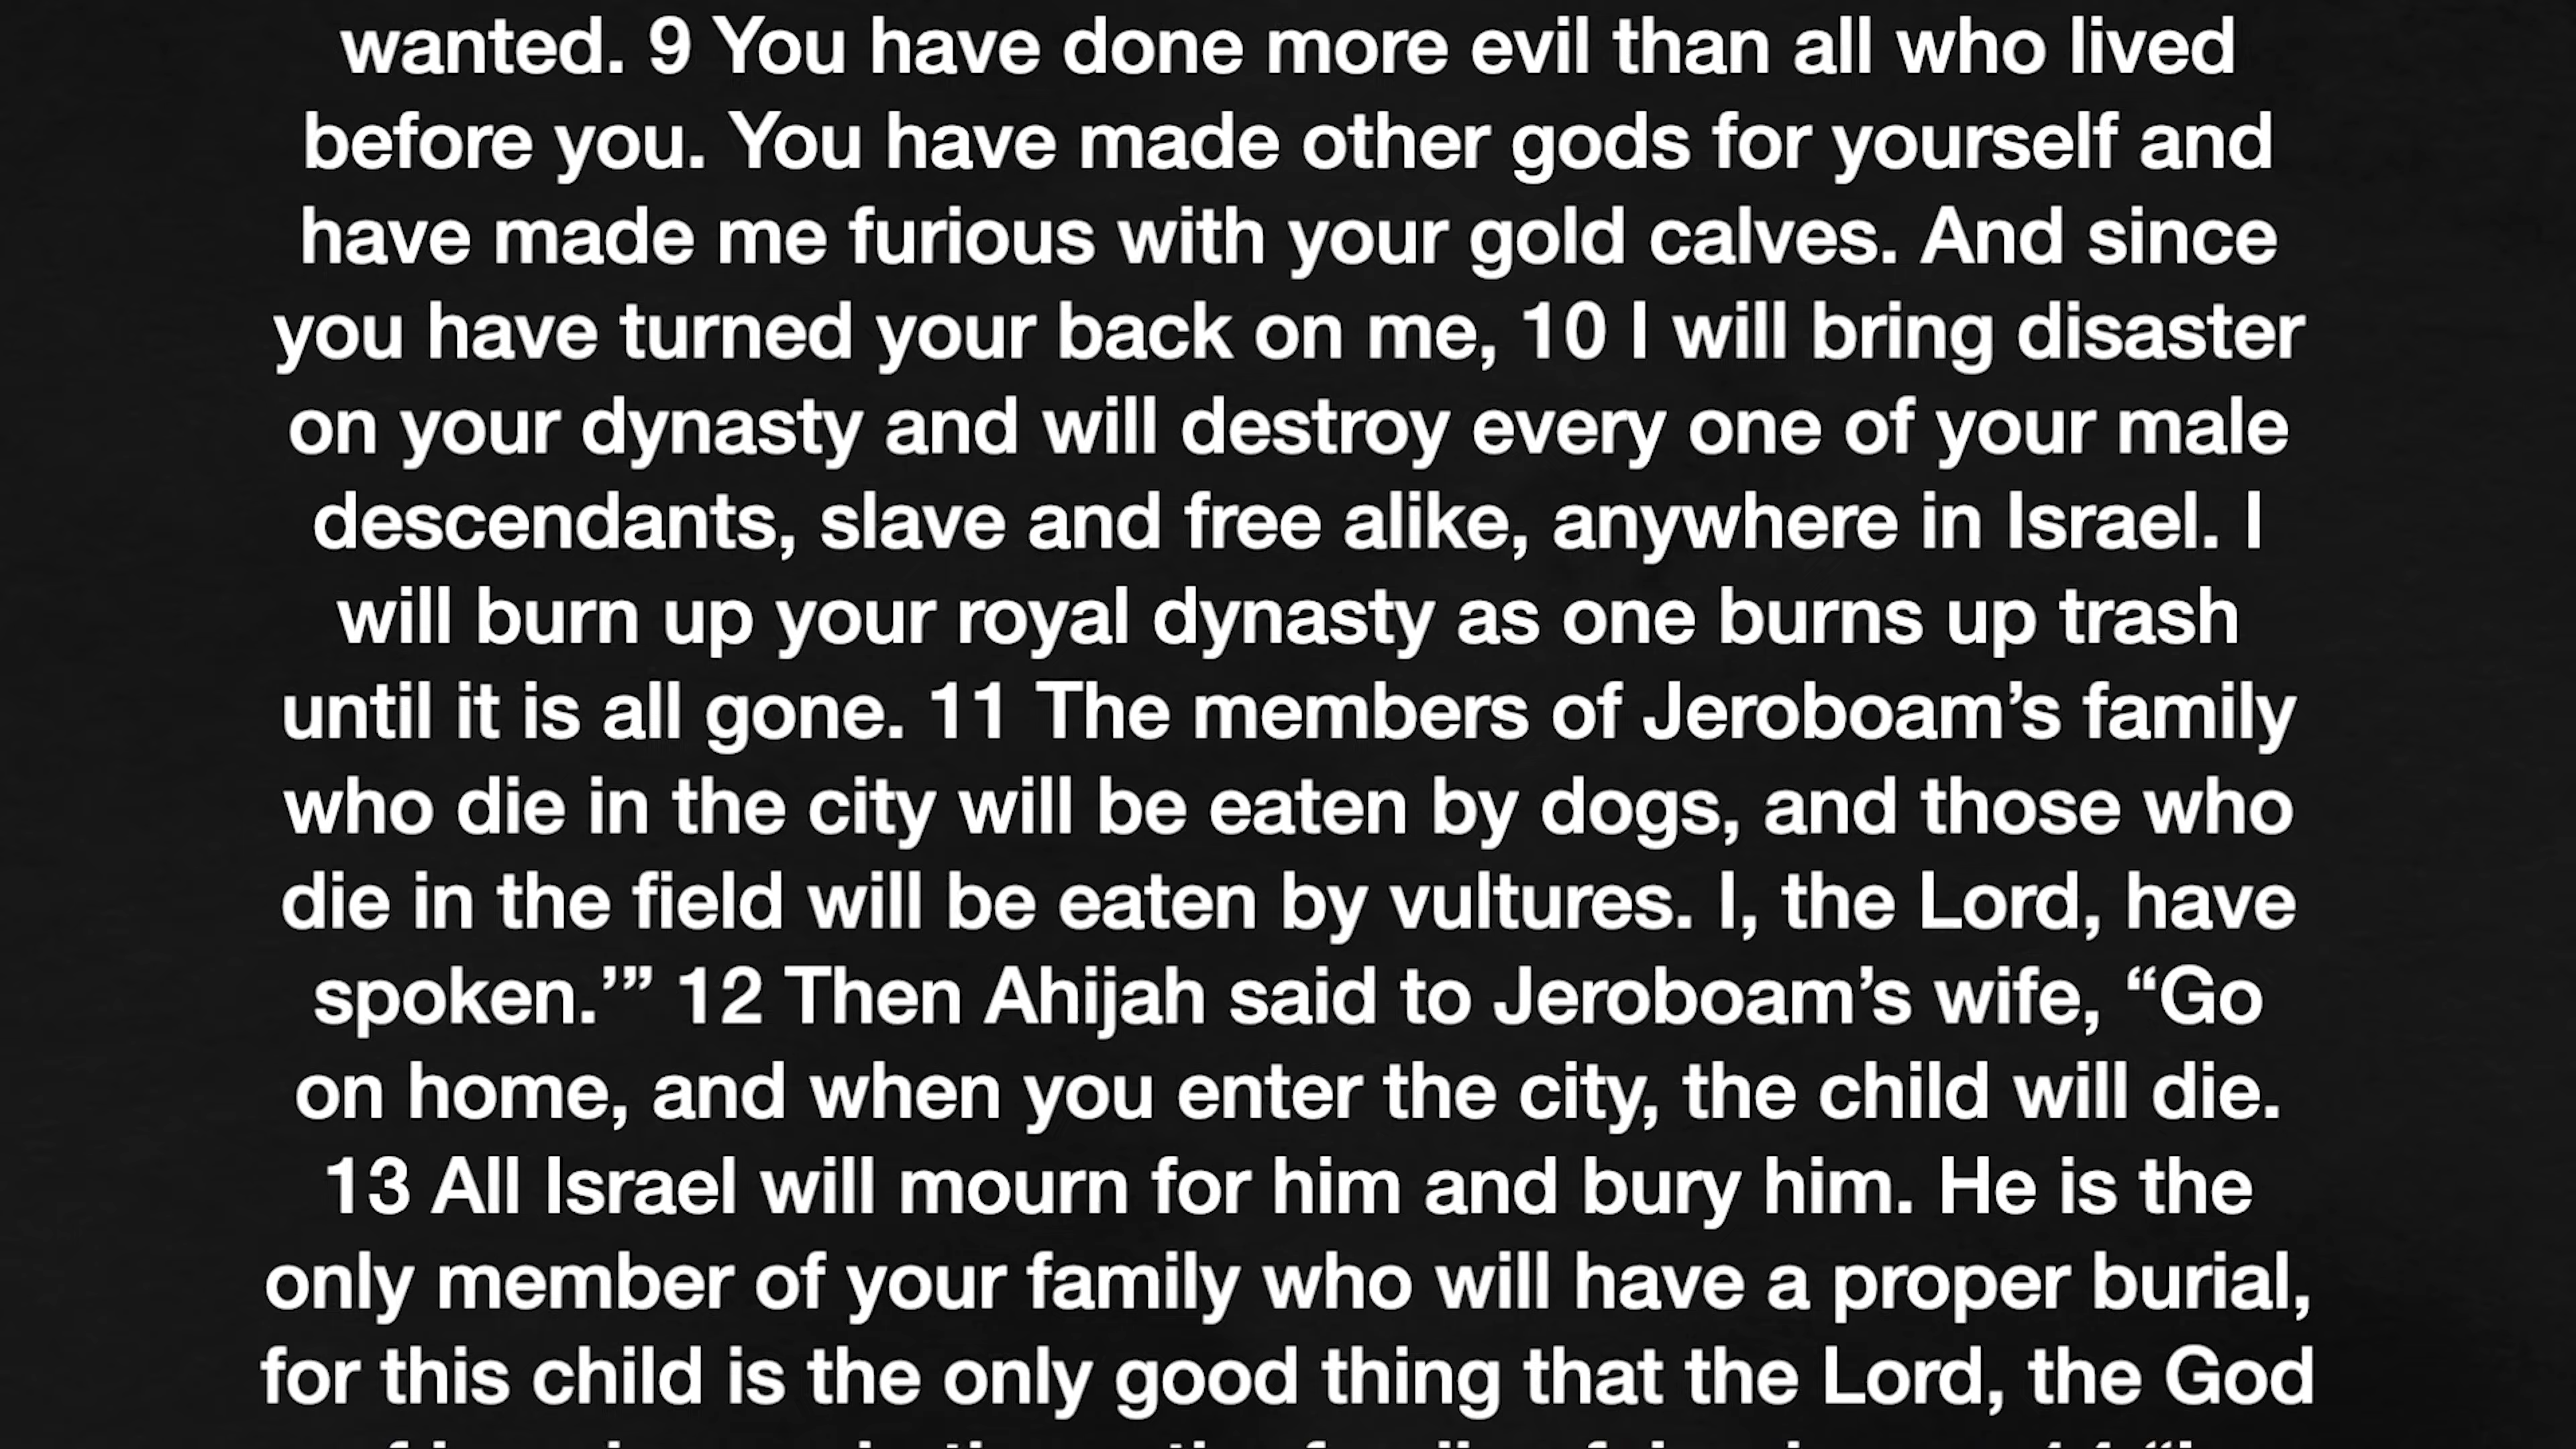 wanted. 9 You have done more evil than all who lived
before you. You have made other gods for yourself and
have made me furious with your gold calves. And since
you have turned your back on me, 10 I will bring disaster
on your dynasty and will destroy every one of your male
descendants, slave and free alike, anywhere in Israel. I
will burn up your royal dynasty as one burns up trash
until it is all gone. 11 The members of Jeroboam’s family
who die in the city will be eaten by dogs, and those who
die in the field will be eaten by vultures. I, the Lord, have
spoken.’” 12 Then Ahijah said to Jeroboam’s wife, “Go
on home, and when you enter the city, the child will die.
13 All Israel will mourn for him and bury him. He is the
only member of your family who will have a proper burial,
for this child is the only good thing that the Lord, the God